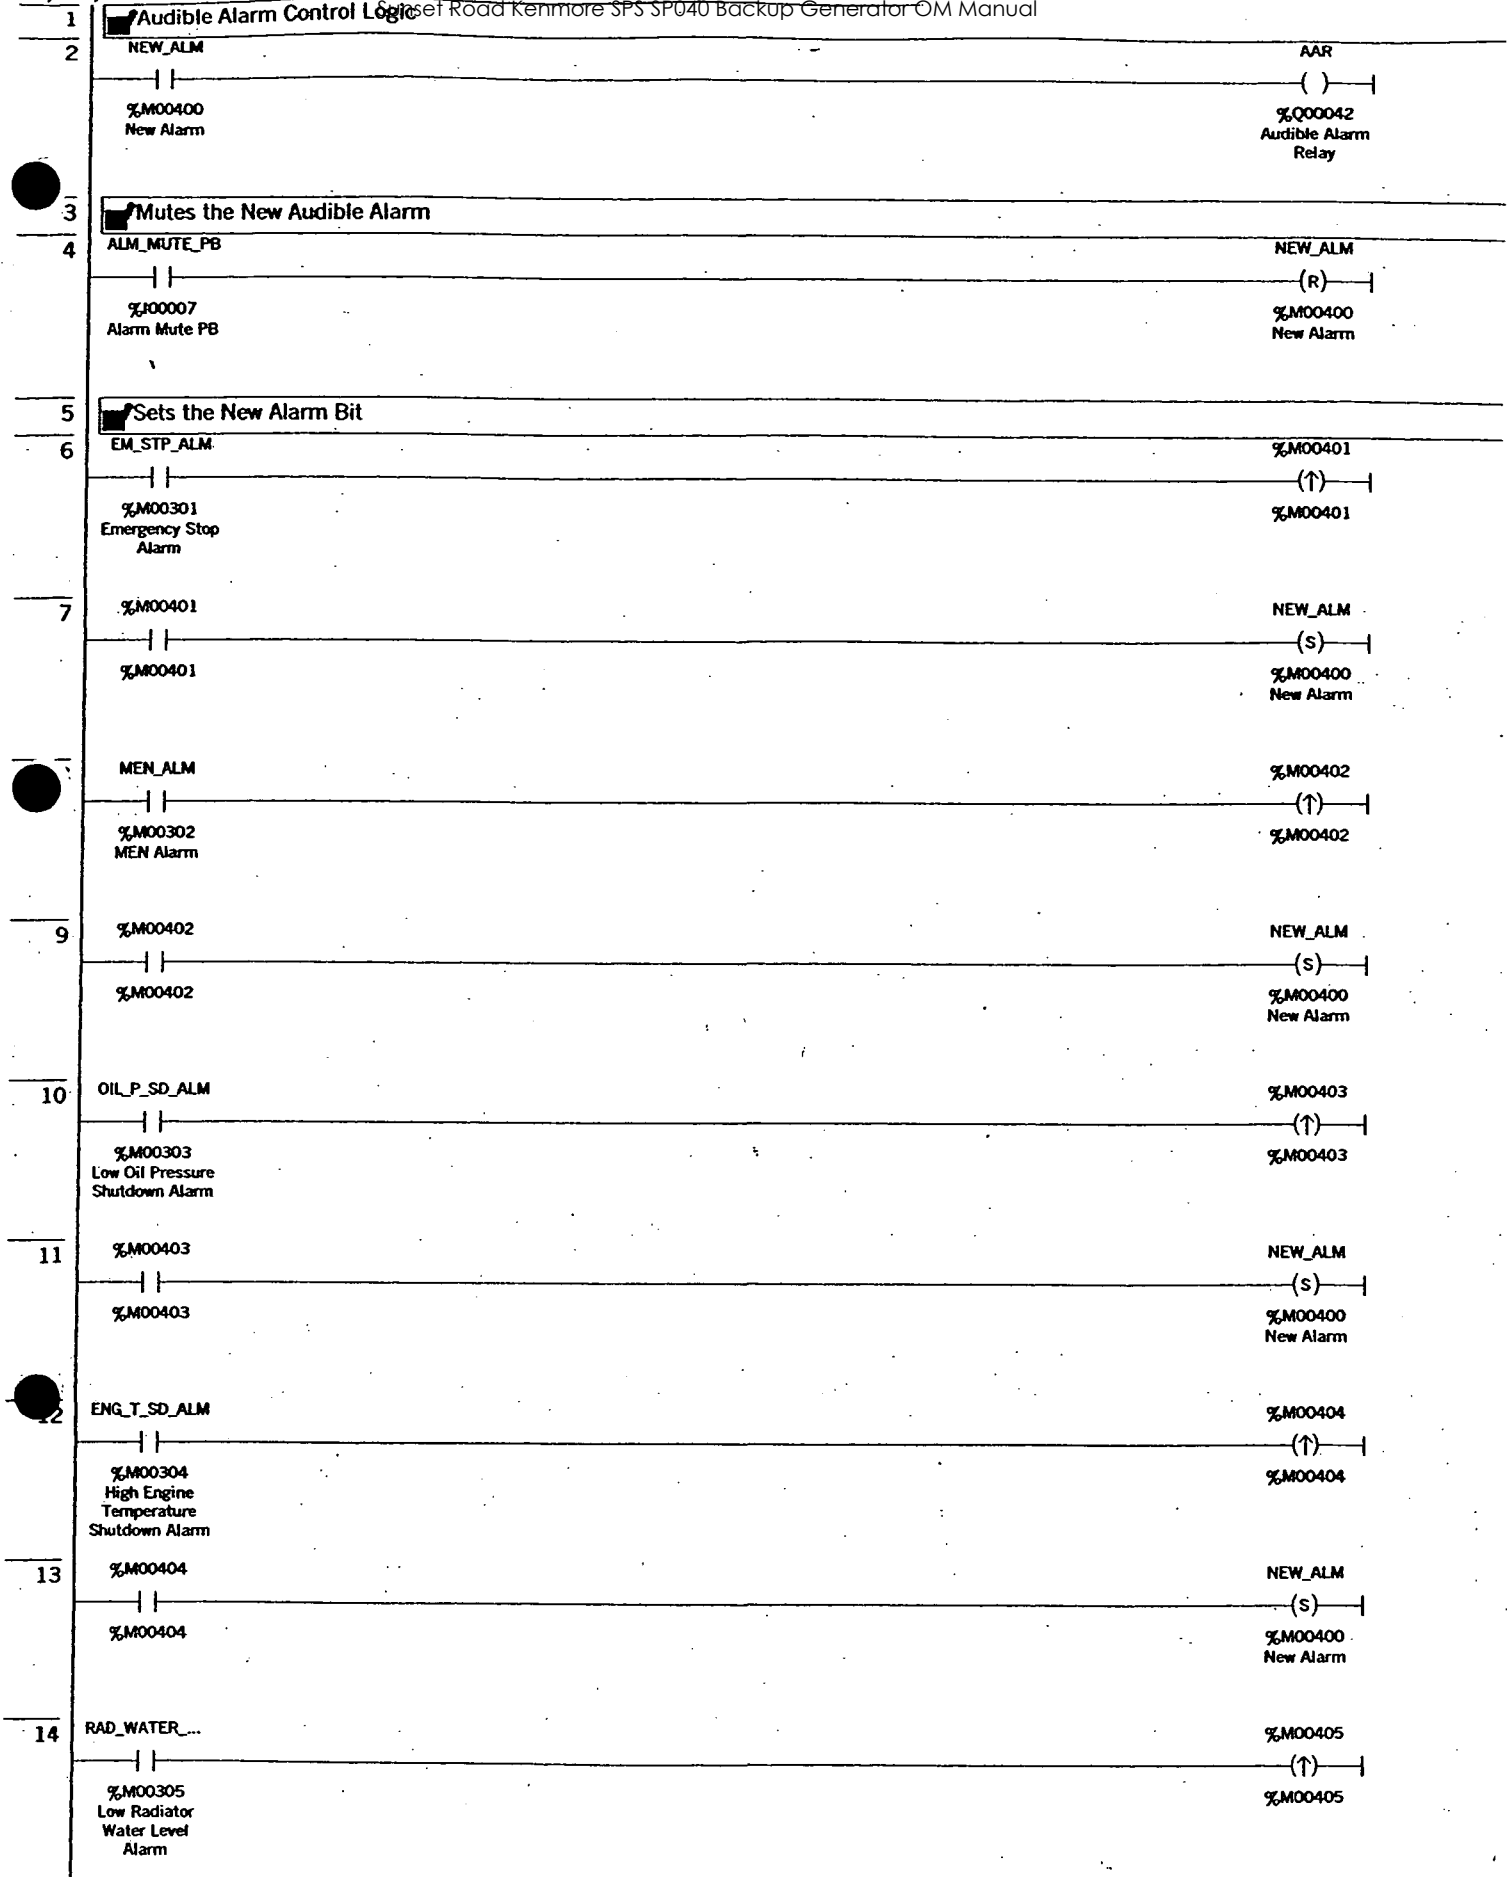 Sunset Road Kenmore SPS SP040 Backup Generator OM Manual
1 Audible Alarm Control Logic
2 NEW_ALM AAR
%M00400 %Q00042
New Alarm Audible Alarm
Relay
3 Mutes the New Audible Alarm
4 ALM_MUTE_PB NEW_ALM
(R)
%I00007 %M00400
Alarm Mute PB New Alarm
5 Sets the New Alarm Bit
6 EM_STP_ALM %M00401
(↑)
%M00301 %M00401
Emergency Stop
Alarm
7 %M00401 NEW_ALM
(S)
%M00401 %M00400
New Alarm
MEN_ALM %M00402
(↑)
%M00302 %M00402
MEN Alarm
9 %M00402 NEW_ALM
(S)
%M00402 %M00400
New Alarm
10 OIL_P_SD_ALM %M00403
(↑)
%M00303 %M00403
Low Oil Pressure
Shutdown Alarm
11 %M00403 NEW_ALM
(S)
%M00403 %M00400
New Alarm
12 ENG_T_SD_ALM %M00404
(↑)
%M00304 %M00404
High Engine
Temperature
Shutdown Alarm
13 %M00404 NEW_ALM
(S)
%M00404 %M00400
New Alarm
14 RAD_WATER_... %M00405
(↑)
%M00305 %M00405
Low Radiator
Water Level
Alarm